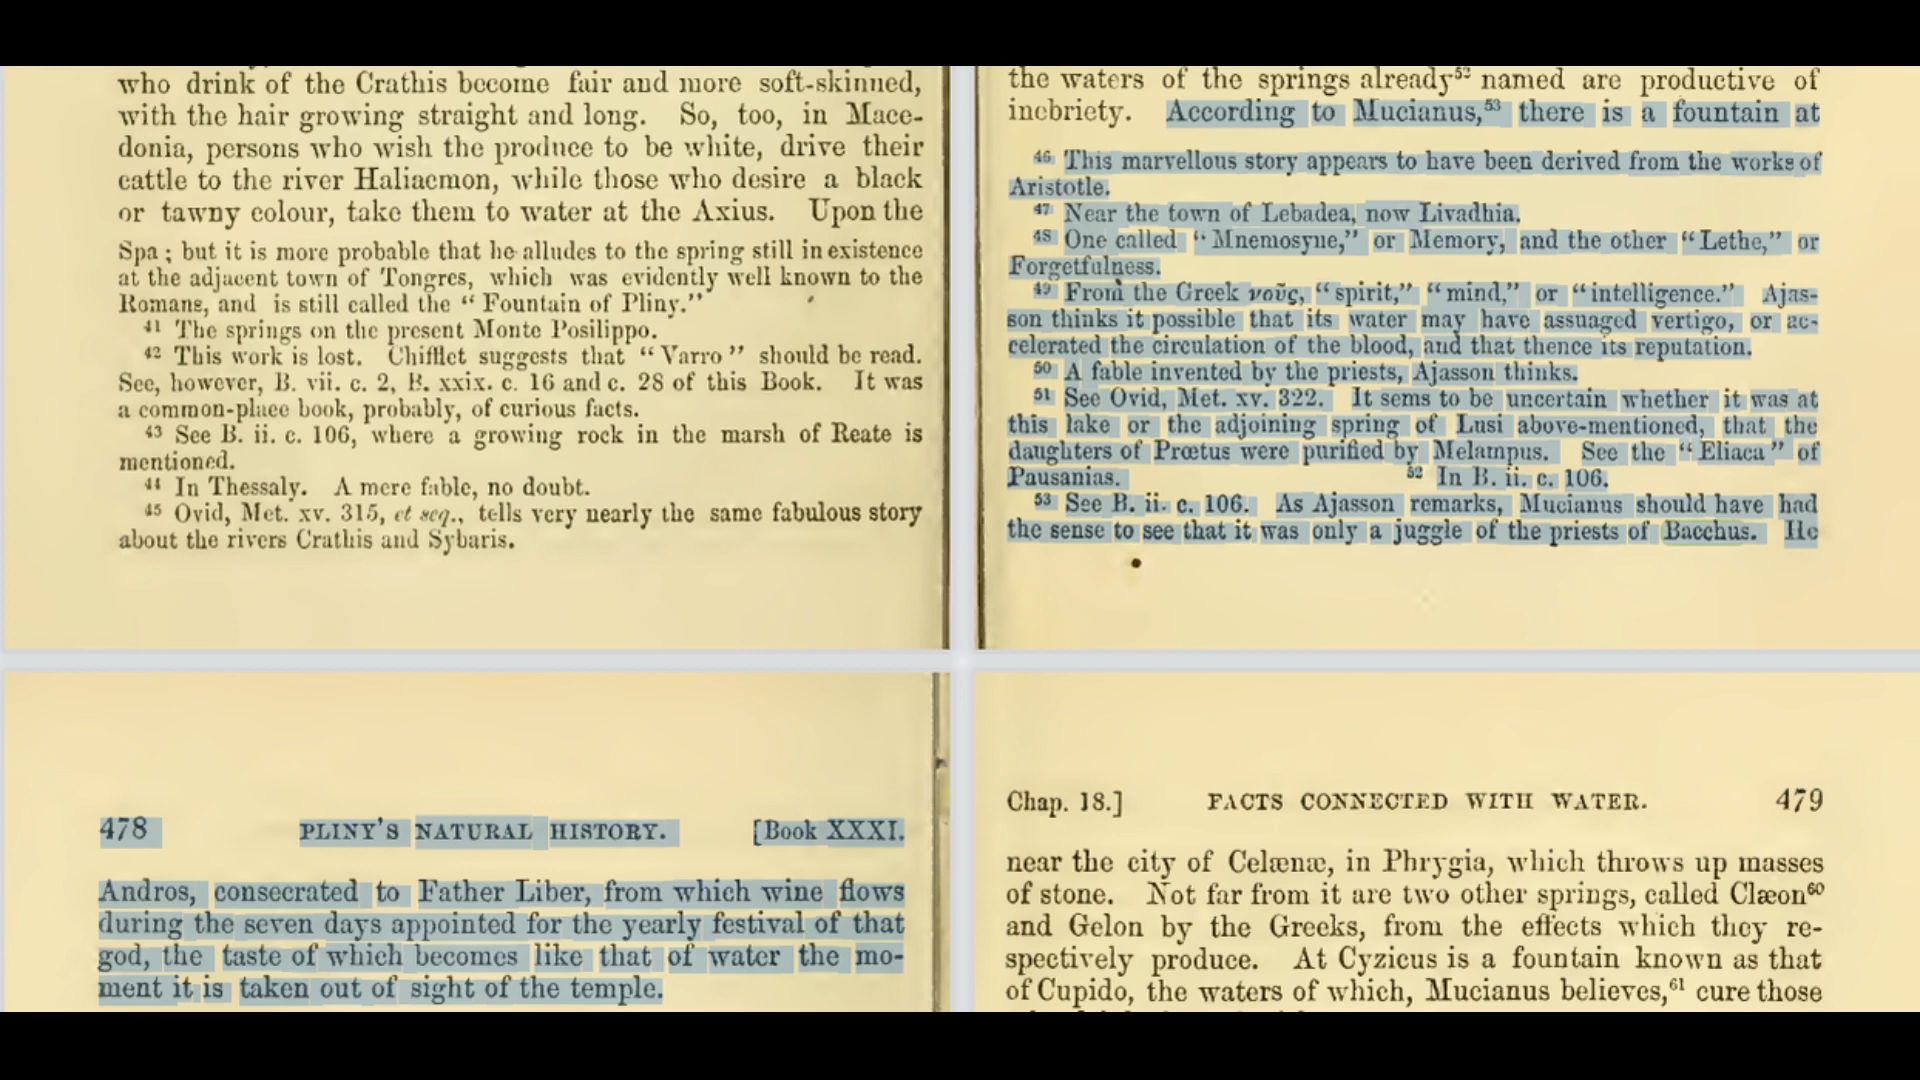 who drink of the Crathis become fair and more soft-skinned,
with the hair growing straight and long. So, too, in Mace-
donia, persons who wish the produce to be white, drive their
cattle to the river Haliacmon, while those who desire a black
or tawny colour, take them to water at the Axius. Upon the
Spa; but it is more probable that he alludes to the spring still in existence
at the adjacent town of Tongres, which was evidently well known to the
Romans, and is still called the “Fountain of Pliny.”
41 The springs on the present Monte Posilippo.
42 This work is lost. Chifflet suggests that “Varro” should be read.
See, however, B. vii. c. 2, B. xxix. c. 16 and c. 28 of this Book. It was
a common-place book, probably, of curious facts.
43 See B. ii. c. 106, where a growing rock in the marsh of Reate is
mentioned.
44 In Thessaly. A mere fable, no doubt.
45 Ovid, Met. xv. 315, et seq., tells very nearly the same fabulous story
about the rivers Crathis and Sybaris.
the waters of the springs already52 named are productive of
inebriety. According to Mucianus,53 there is a fountain at
46 This marvellous story appears to have been derived from the works of
Aristotle.
47 Near the town of Lebadea, now Livadhia.
48 One called “Mnemosyne,” or Memory, and the other “Lethe,” or
Forgetfulness.
49 From the Greek νοῦς, “spirit,” “mind,” or “intelligence.” Ajas-
son thinks it possible that its water may have assuaged vertigo, or ac-
celerated the circulation of the blood, and that thence its reputation.
50 A fable invented by the priests, Ajasson thinks.
51 See Ovid, Met. xv. 322. It sems to be uncertain whether it was at
this lake or the adjoining spring of Lusi above-mentioned, that the
daughters of Prœtus were purified by Melampus. See the “Eliaca” of
Pausanias. 52 In B. ii. c. 106.
53 See B. ii. c. 106. As Ajasson remarks, Mucianus should have had
the sense to see that it was only a juggle of the priests of Bacchus. He
478 PLINY'S NATURAL HISTORY. [Book XXXI.
Andros, consecrated to Father Liber, from which wine flows
during the seven days appointed for the yearly festival of that
god, the taste of which becomes like that of water the mo-
ment it is taken out of sight of the temple.
Chap. 18.] FACTS CONNECTED WITH WATER. 479
near the city of Celænæ, in Phrygia, which throws up masses
of stone. Not far from it are two other springs, called Clæon60
and Gelon by the Greeks, from the effects which they re-
spectively produce. At Cyzicus is a fountain known as that
of Cupido, the waters of which, Mucianus believes,61 cure those